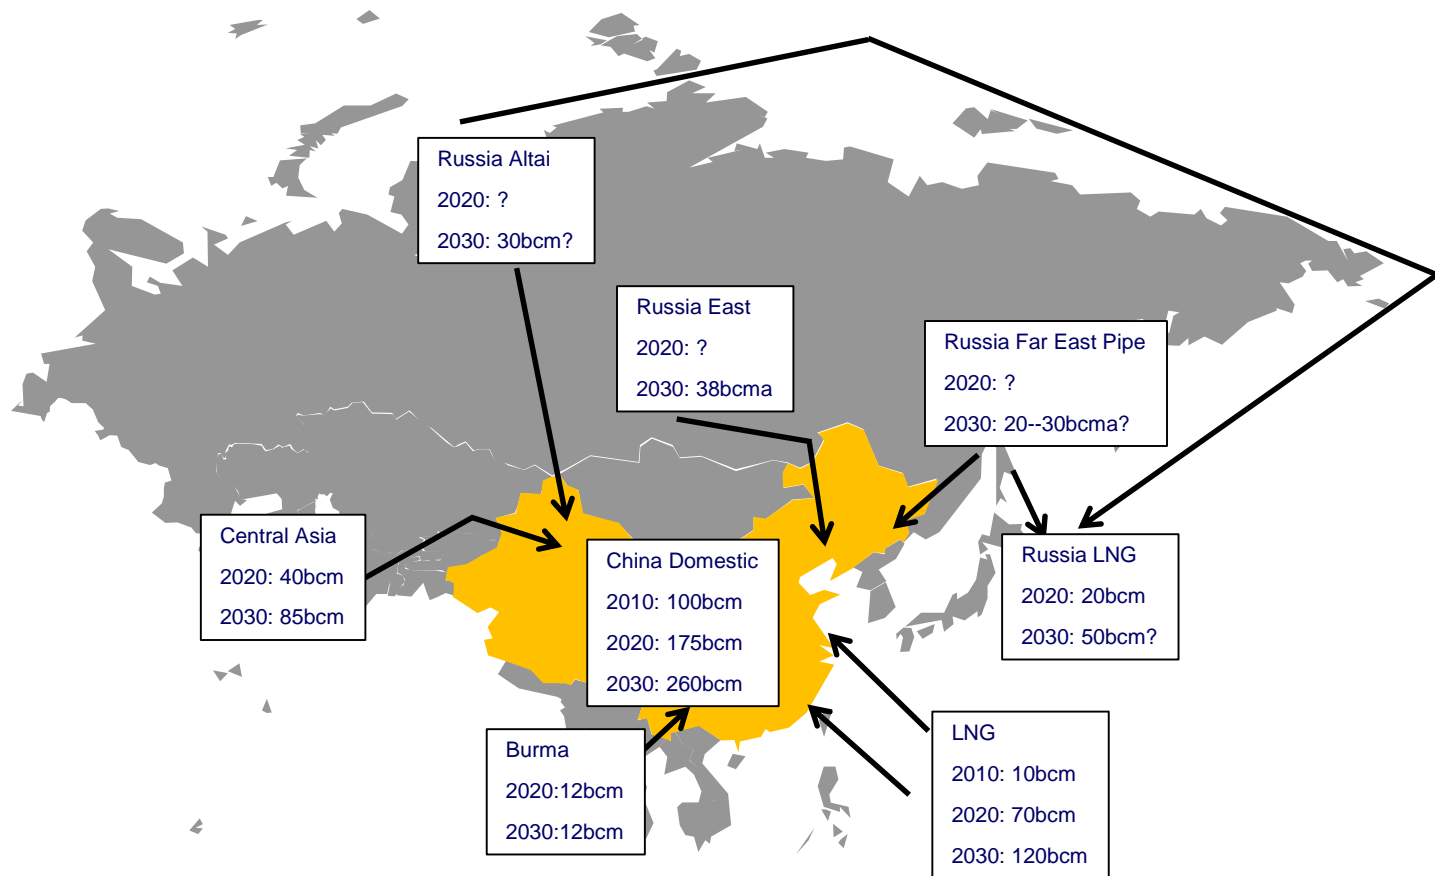 Russia Altai
2020: ?
2030: 30bcm?
Russia East
2020: ?
2030: 38bcma
Russia Far East Pipe
2020: ?
2030: 20--30bcma?
Central Asia
2020: 40bcm
2030: 85bcm
China Domestic
2010: 100bcm
2020: 175bcm
2030: 260bcm
Russia LNG
2020: 20bcm
2030: 50bcm?
Burma
2020:12bcm
2030:12bcm
LNG
2010: 10bcm
2020: 70bcm
2030: 120bcm